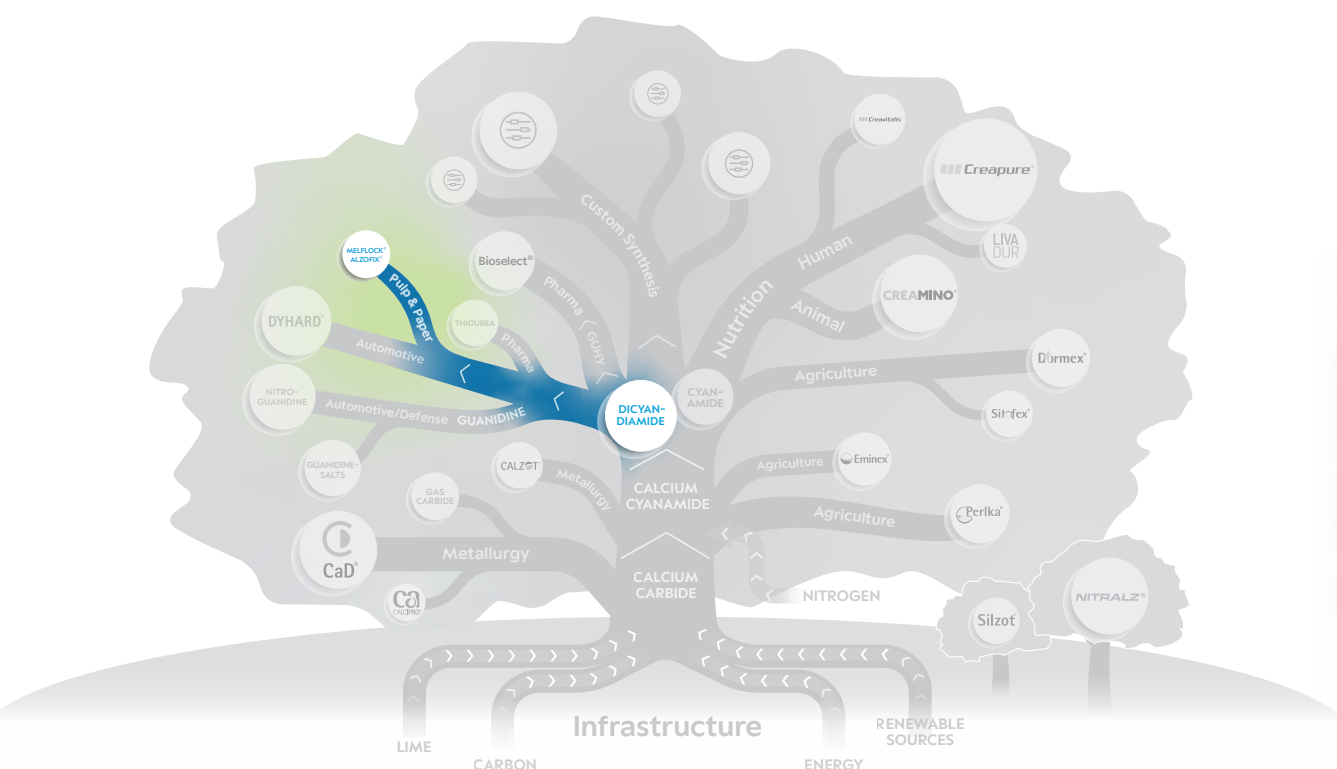 Creavitalis
Creapure®
Custom Synthesis
Human
LIVA
DUR®
MELFLOCK®
ALZOFIX®
Bioselect®
Pharma
GUHY
Nutrition
Animal
CREAMINO®
Pulp & Paper
DYHARD®
THIOUREA
Pharma
Automotive
Dormex®
Agriculture
NITRO-
GUANIDINE
Automotive/Defense
GUANIDINE
DICYAN-
DIAMIDE
CYAN-
AMIDE
Sitofex®
GUANIDINE-
SALTS
CALZOT®
Metallurgy
Agriculture
Eminex®
GAS
CARBIDE
CALCIUM
CYANAMIDE
Agriculture
Perlka®
CaD®
Metallurgy
CALCIUM
CARBIDE
NITROGEN
ca
CALCIPRO®
Silzot®
NITRALZ®
Infrastructure
LIME
CARBON
ENERGY
RENEWABLE
SOURCES